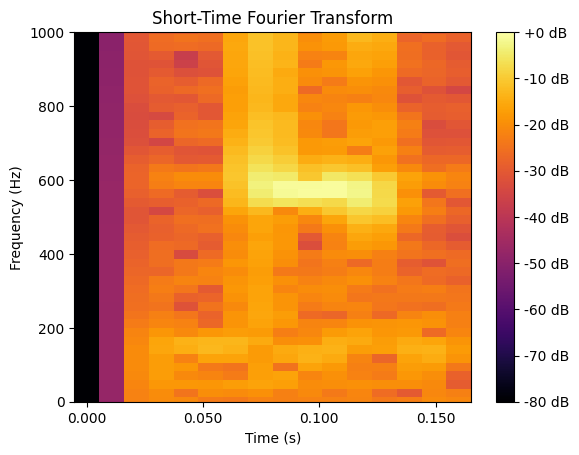 Short-Time Fourier Transform
Frequency (Hz)
1000
800
600
400
200
0
0.000
0.050
0.100
0.150
Time (s)
+0 dB
-10 dB
-20 dB
-30 dB
-40 dB
-50 dB
-60 dB
-70 dB
-80 dB